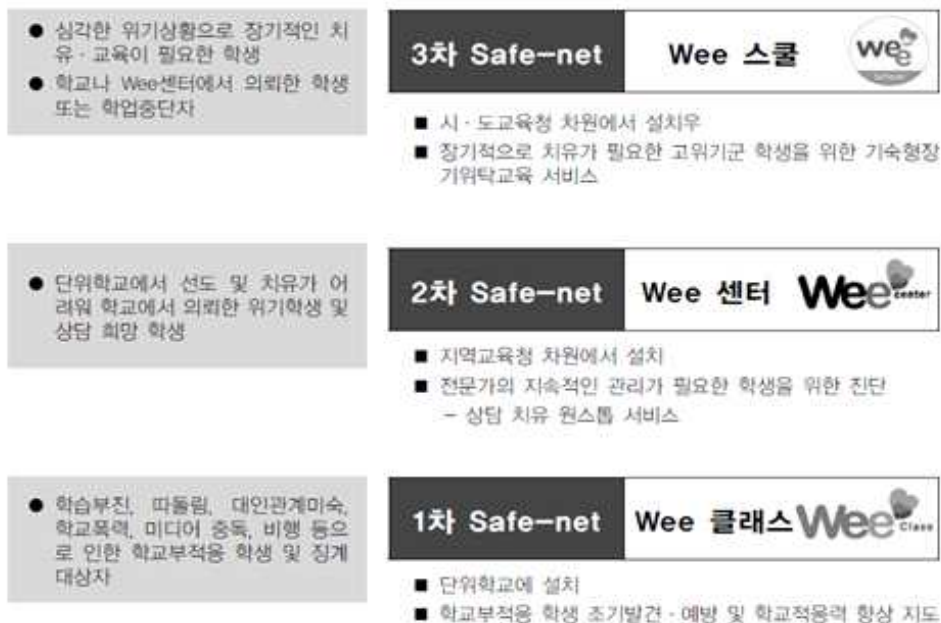 ● 심각한 위기상황으로 장기적인 치
유·교육이 필요한 학생
● 학교나 Wee센터에서 의뢰한 학생
또는 학업중단자
3차 Safe-net
Wee 스쿨
wee
■ 시·도교육청 차원에서 설치우
■ 장기적으로 치유가 필요한 고위기군 학생을 위한 기숙형장
기위탁교육 서비스
● 단위학교에서 선도 및 치유가 어
려워 학교에서 의뢰한 위기학생 및
상담 희망 학생
2차 Safe-net
Wee 센터
Wee center
■ 지역교육청 차원에서 설치
■ 전문가의 지속적인 관리가 필요한 학생을 위한 진단
- 상담 치유 원스톱 서비스
● 학습부진, 따돌림, 대인관계미숙,
학교폭력, 미디어 중독, 비행 등으
로 인한 학교부적응 학생 및 징계
대상자
1차 Safe-net
Wee 클래스
Wee Class
■ 단위학교에 설치
■ 학교부적응 학생 조기발견·예방 및 학교적응력 향상 지도